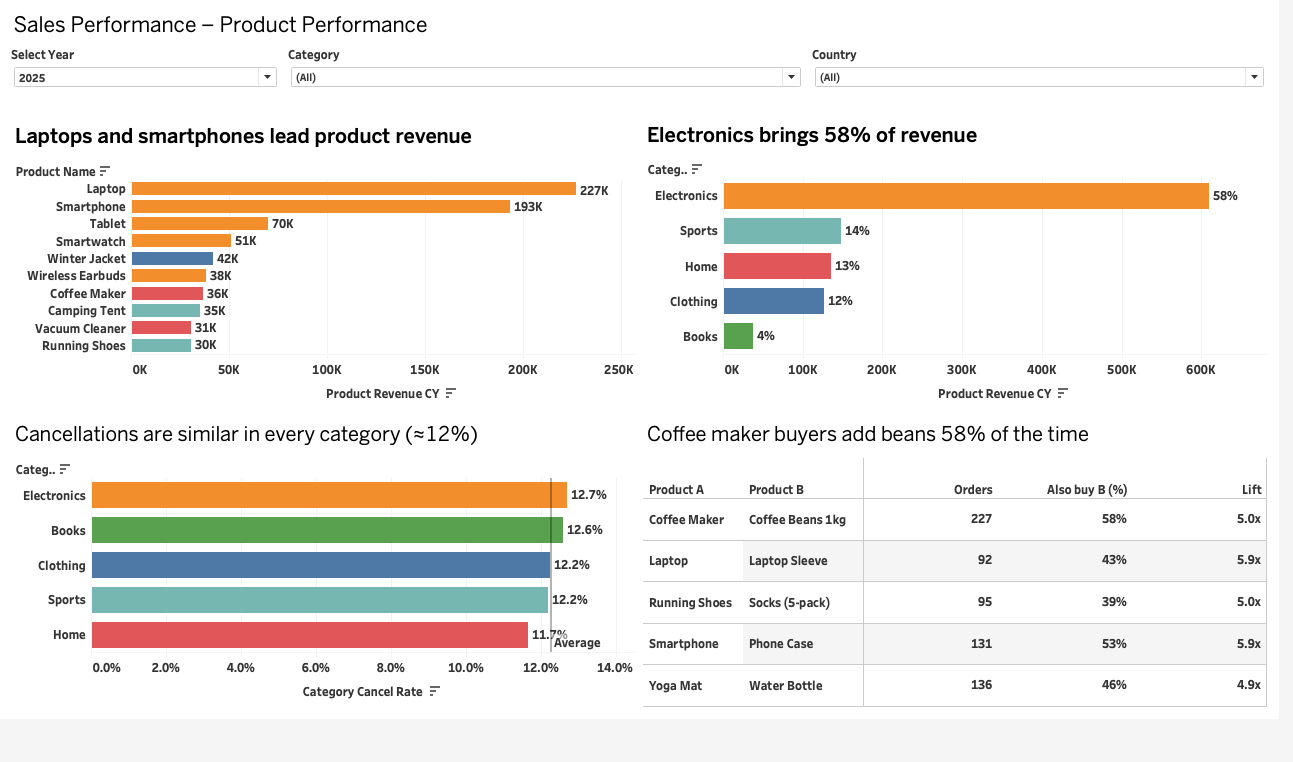 Sales Performance – Product Performance
Select Year
2025
Category
(All)
Country
(All)
Laptops and smartphones lead product revenue
Product Name
Laptop 227K
Smartphone 193K
Tablet 70K
Smartwatch 51K
Winter Jacket 42K
Wireless Earbuds 38K
Coffee Maker 36K
Camping Tent 35K
Vacuum Cleaner 31K
Running Shoes 30K
0K 50K 100K 150K 200K 250K
Product Revenue CY
Electronics brings 58% of revenue
Categ..
Electronics 58%
Sports 14%
Home 13%
Clothing 12%
Books 4%
0K 100K 200K 300K 400K 500K 600K
Product Revenue CY
Cancellations are similar in every category (≈12%)
Categ..
Electronics 12.7%
Books 12.6%
Clothing 12.2%
Sports 12.2%
Home 11.7%
Average
0.0% 2.0% 4.0% 6.0% 8.0% 10.0% 12.0% 14.0%
Category Cancel Rate
Coffee maker buyers add beans 58% of the time
Product A Product B Orders Also buy B (%) Lift
Coffee Maker Coffee Beans 1kg 227 58% 5.0x
Laptop Laptop Sleeve 92 43% 5.9x
Running Shoes Socks (5-pack) 95 39% 5.0x
Smartphone Phone Case 131 53% 5.9x
Yoga Mat Water Bottle 136 46% 4.9x